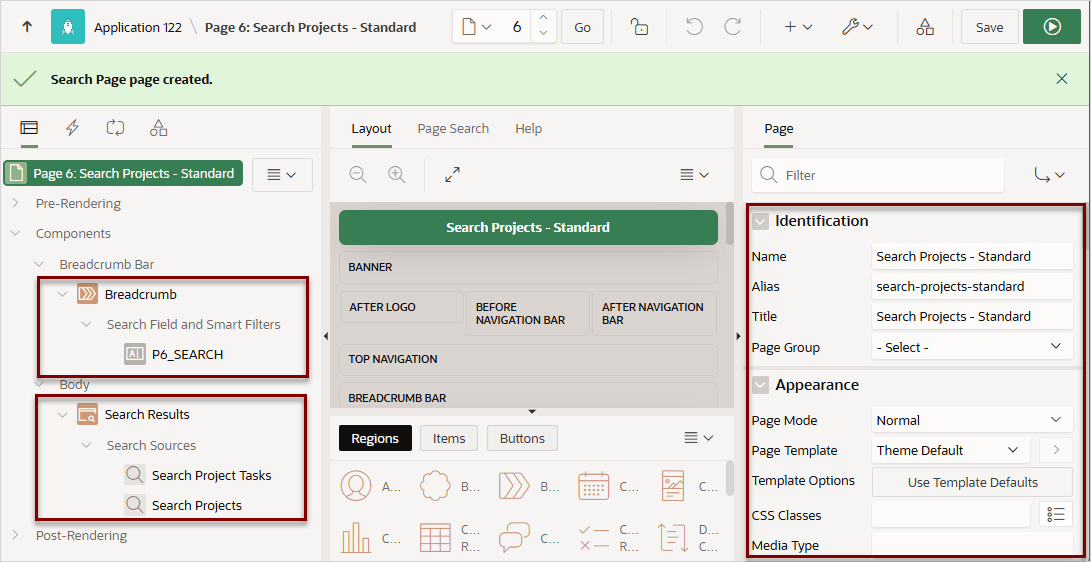 Application 122 \ Page 6: Search Projects - Standard
6
Go
Save
Search Page page created.
Layout
Page Search
Help
Page
Page 6: Search Projects - Standard
Filter
Pre-Rendering
Components
Breadcrumb Bar
Breadcrumb
Search Field and Smart Filters
P6_SEARCH
Body
Search Results
Search Sources
Search Project Tasks
Search Projects
Post-Rendering
Search Projects - Standard
BANNER
AFTER LOGO
BEFORE
NAVIGATION BAR
AFTER NAVIGATION
BAR
TOP NAVIGATION
BREADCRUMB BAR
Regions
Items
Buttons
A...
B...
B...
C...
C...
C...
C...
R...
C...
C...
R...
D...
C...
Identification
Name
Search Projects - Standard
Alias
search-projects-standard
Title
Search Projects - Standard
Page Group
- Select -
Appearance
Page Mode
Normal
Page Template
Theme Default
Template Options
Use Template Defaults
CSS Classes
Media Type